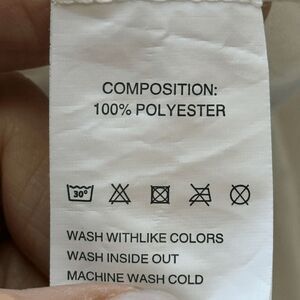 COMPOSITION:
100% POLYESTER
30°
WASH WITHLIKE COLORS
WASH INSIDE OUT
MACHINE WASH COLD